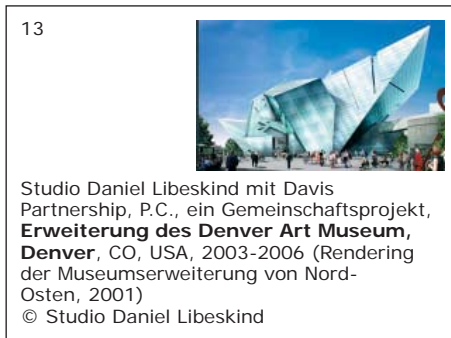 13
Studio Daniel Libeskind mit Davis
Partnership, P.C., ein Gemeinschaftsprojekt,
Erweiterung des Denver Art Museum,
Denver, CO, USA, 2003-2006 (Rendering
der Museumserweiterung von Nord-
Osten, 2001)
© Studio Daniel Libeskind